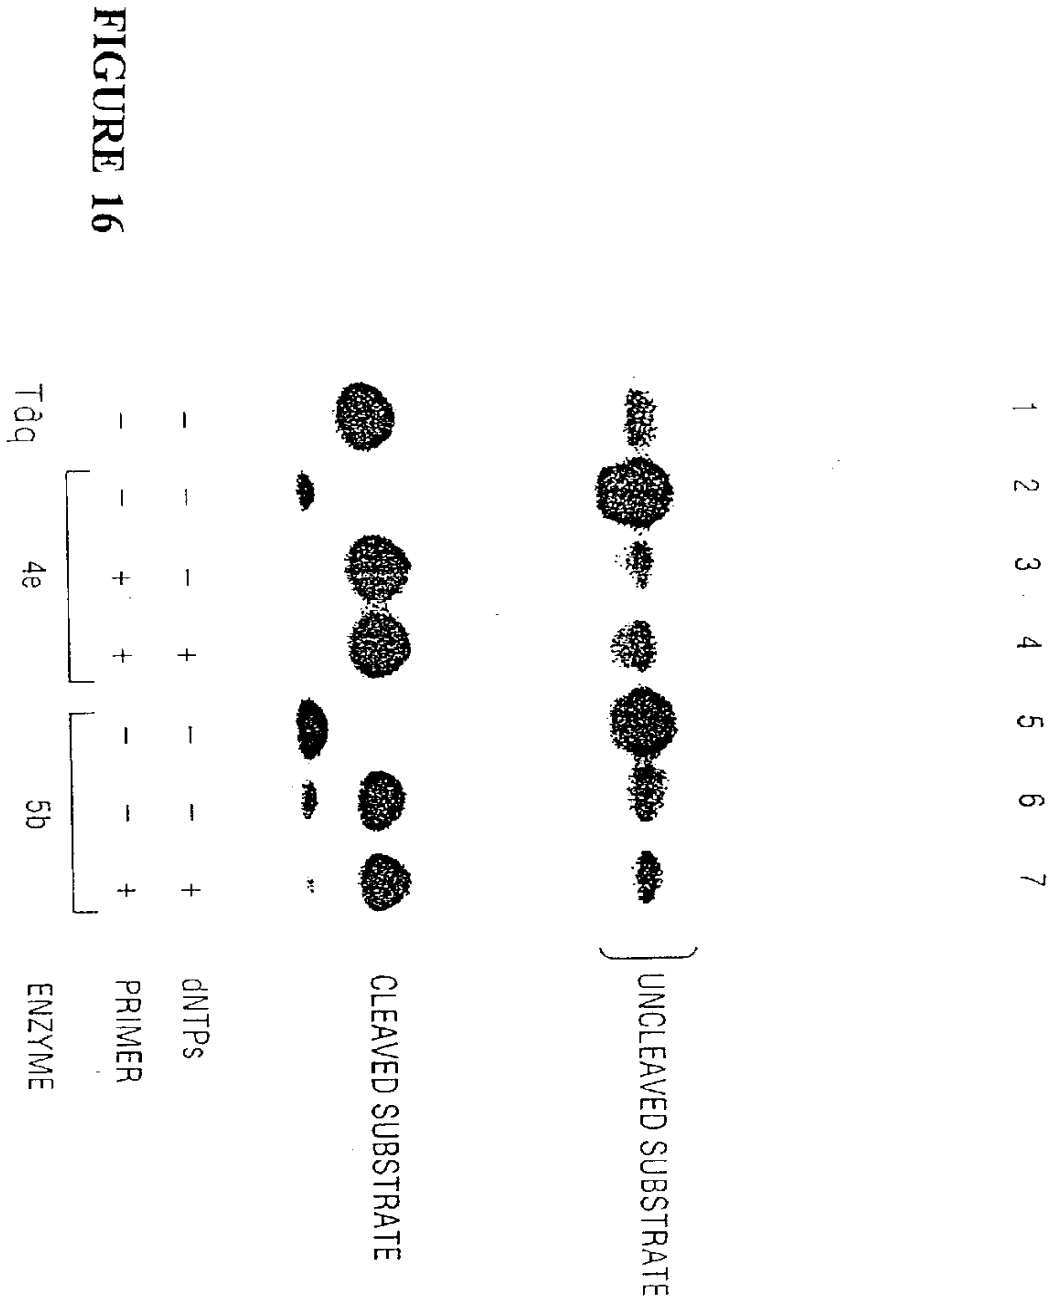 1 2 3 4 5 6 7
UNCLEAVED SUBSTRATE
CLEAVED SUBSTRATE
− − − + − − + dNTPs
− − + + − − + PRIMER
Taq 4e 5b ENZYME
FIGURE 16